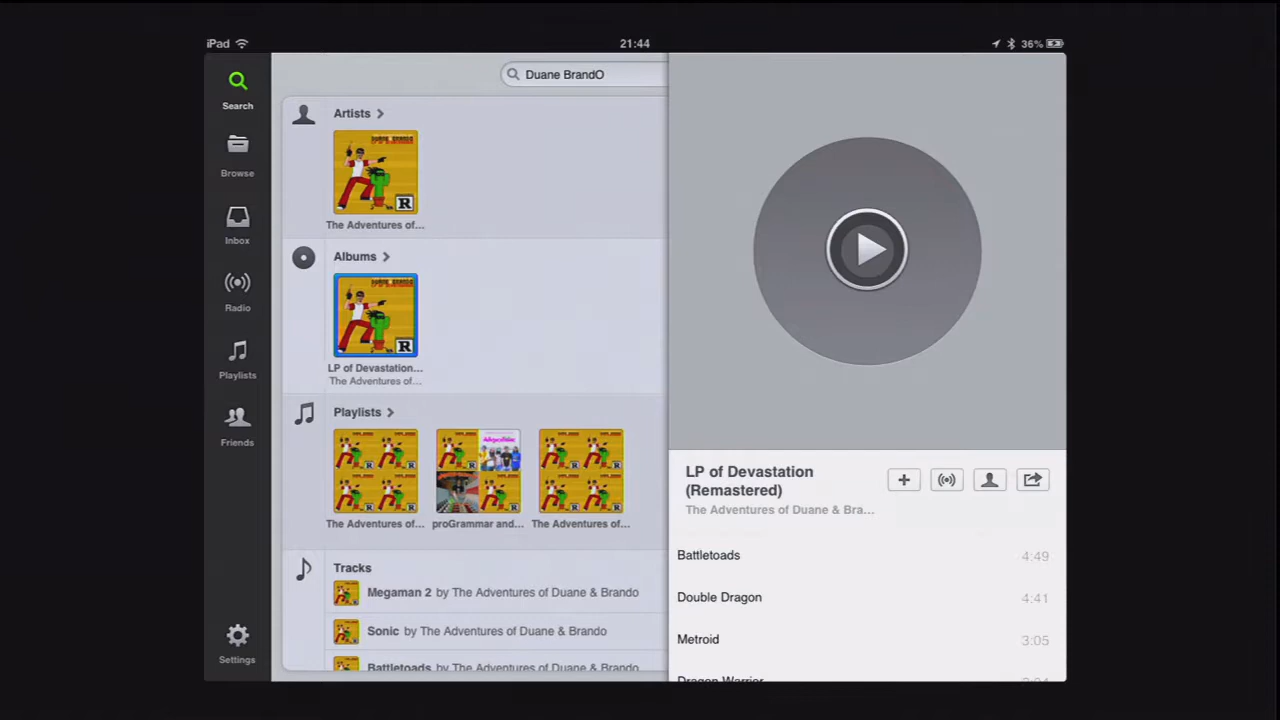 iPad
21:44
36%
Search
Browse
Inbox
Radio
Playlists
Friends
Settings
Duane BrandO
Artists
R
The Adventures of...
Albums
R
LP of Devastation...
The Adventures of...
Playlists
The Adventures of...
proGrammar and...
The Adventures of...
Tracks
Megaman 2 by The Adventures of Duane & Brando
Sonic by The Adventures of Duane & Brando
Battletoads by The Adventures of Duane & Brando
LP of Devastation
(Remastered)
The Adventures of Duane & Bra...
Battletoads 4:49
Double Dragon 4:41
Metroid 3:05
Dragon Warrior